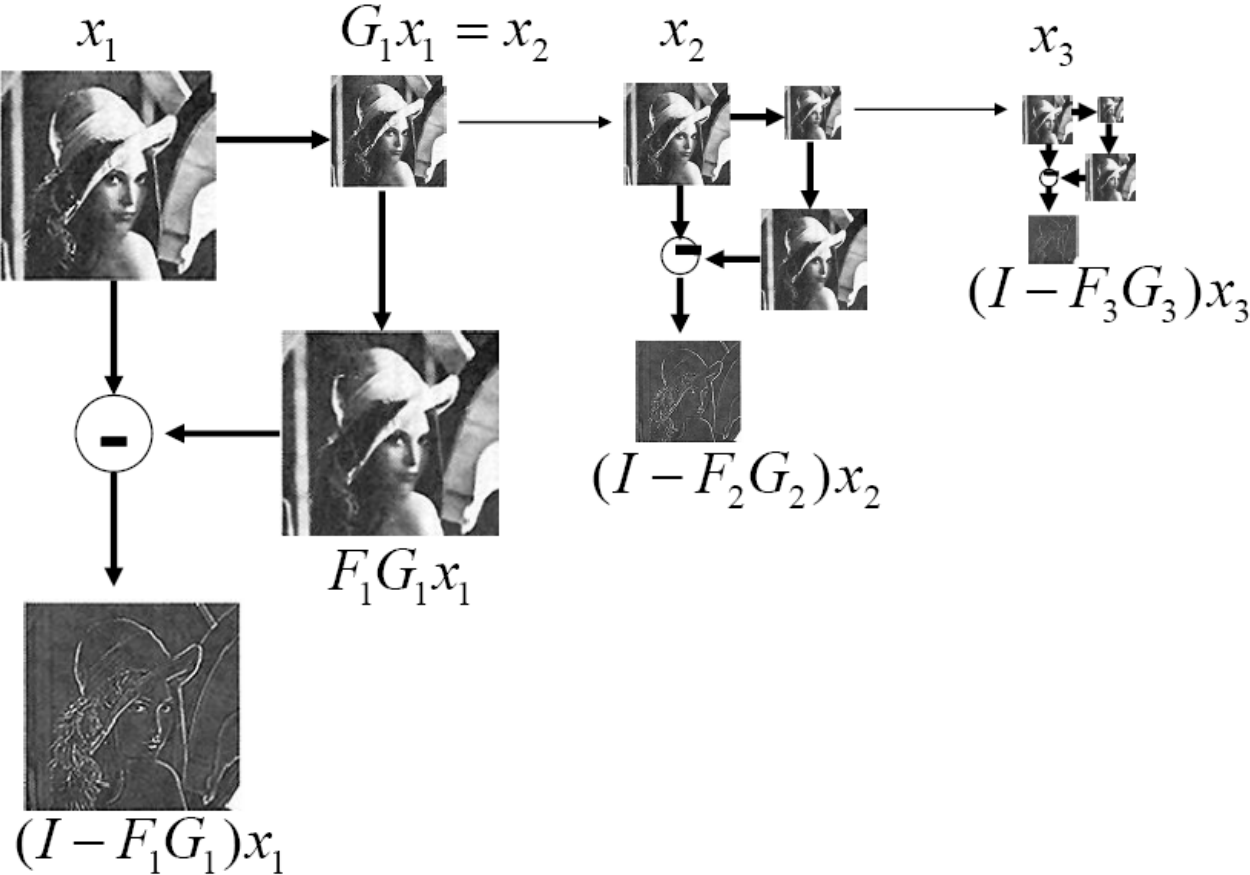 x₁
G₁x₁ = x₂
x₂
x₃
(I − F₃G₃)x₃
(I − F₂G₂)x₂
F₁G₁x₁
(I − F₁G₁)x₁